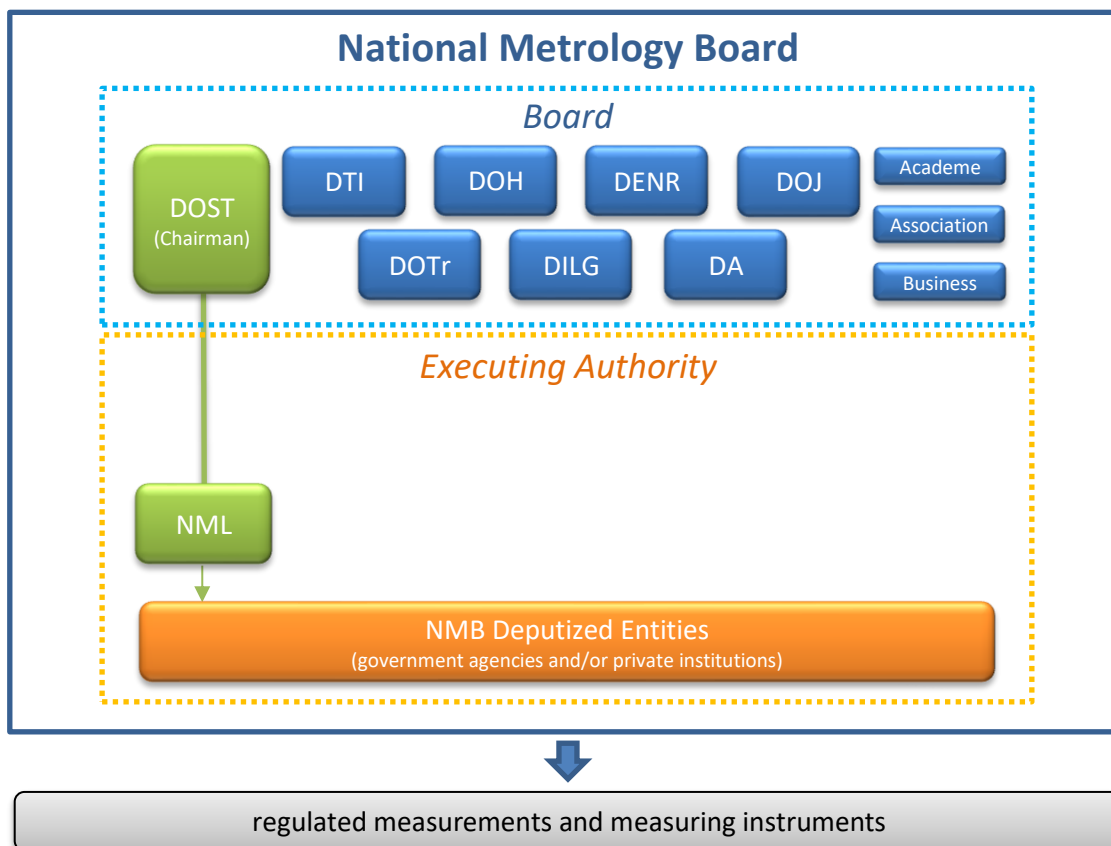 National Metrology Board
Board
DOST
(Chairman)
DTI
DOH
DENR
DOJ
DOTr
DILG
DA
Academe
Association
Business
Executing Authority
NML
NMB Deputized Entities
(government agencies and/or private institutions)
regulated measurements and measuring instruments